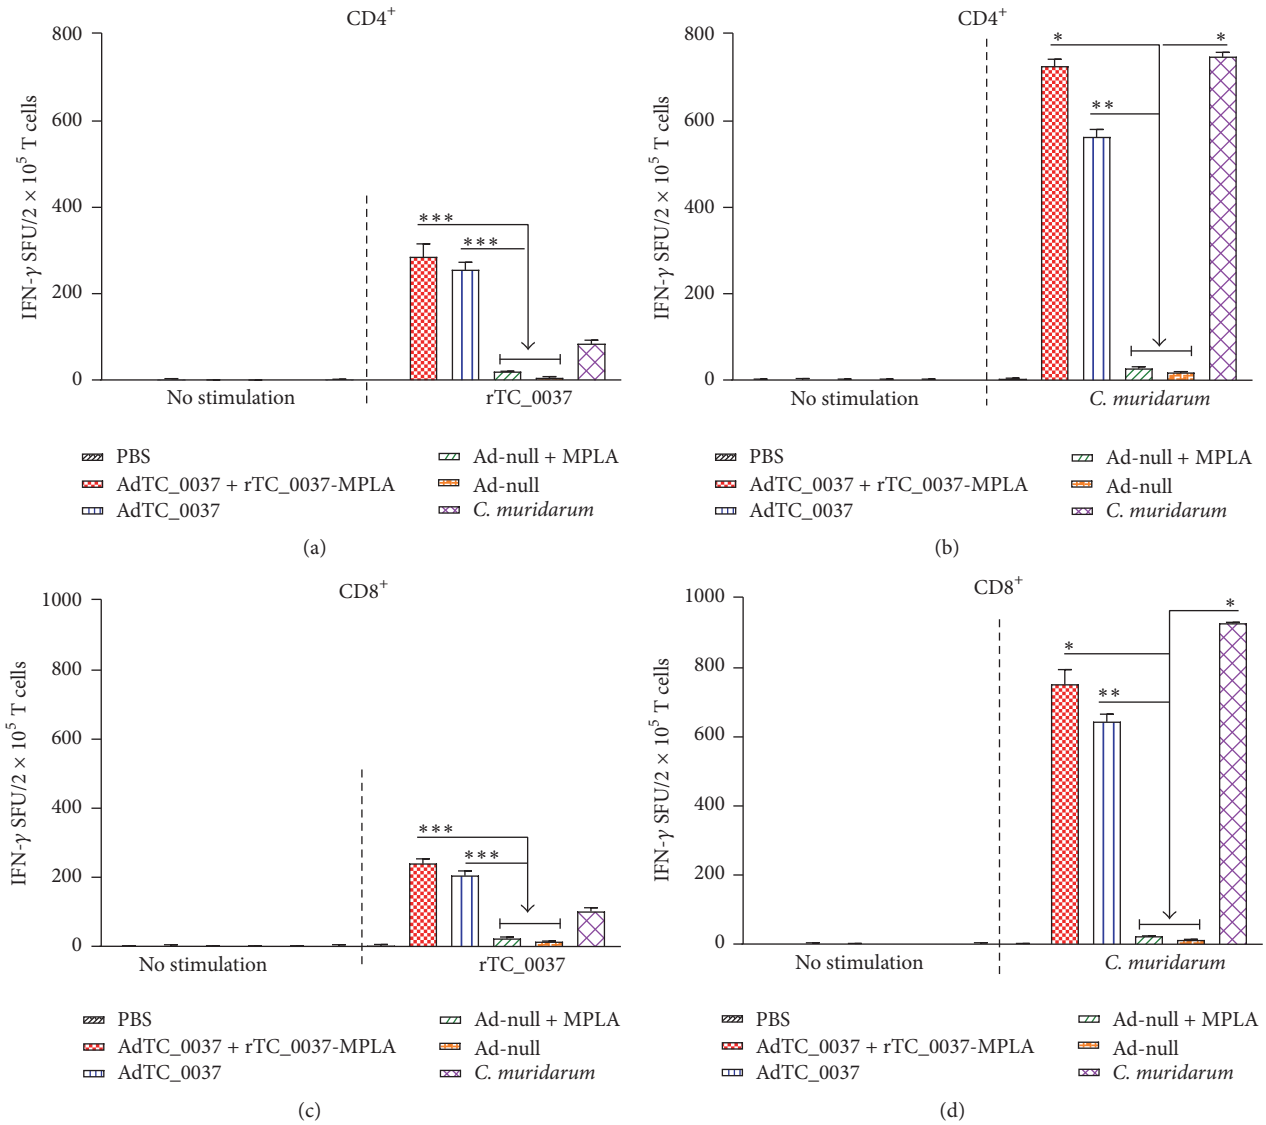 CD4+
IFN-γ SFU/2 × 10^5 T cells
800
600
400
200
0
***
***
No stimulation
rTC_0037
PBS
AdTC_0037 + rTC_0037-MPLA
AdTC_0037
Ad-null + MPLA
Ad-null
C. muridarum
(a)
CD4+
IFN-γ SFU/2 × 10^5 T cells
800
600
400
200
0
*
*
**
No stimulation
C. muridarum
PBS
AdTC_0037 + rTC_0037-MPLA
AdTC_0037
Ad-null + MPLA
Ad-null
C. muridarum
(b)
CD8+
IFN-γ SFU/2 × 10^5 T cells
1000
800
600
400
200
0
***
***
No stimulation
rTC_0037
PBS
AdTC_0037 + rTC_0037-MPLA
AdTC_0037
Ad-null + MPLA
Ad-null
C. muridarum
(c)
CD8+
IFN-γ SFU/2 × 10^5 T cells
1000
800
600
400
200
0
*
*
**
No stimulation
C. muridarum
PBS
AdTC_0037 + rTC_0037-MPLA
AdTC_0037
Ad-null + MPLA
Ad-null
C. muridarum
(d)